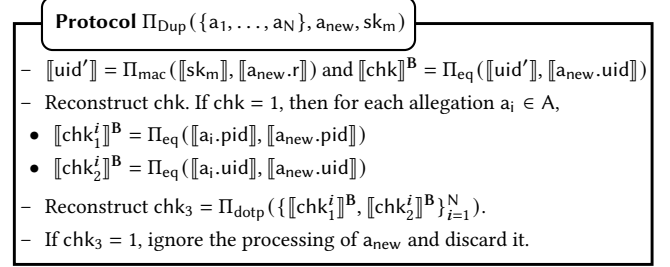 Protocol Π_Dup({a_1, . . . , a_N}, a_new, sk_m)
– ⟦uid′⟧ = Π_mac(⟦sk_m⟧, ⟦a_new.r⟧) and ⟦chk⟧^B = Π_eq(⟦uid′⟧, ⟦a_new.uid⟧)
– Reconstruct chk. If chk = 1, then for each allegation a_i ∈ A,
• ⟦chk_1^i⟧^B = Π_eq(⟦a_i.pid⟧, ⟦a_new.pid⟧)
• ⟦chk_2^i⟧^B = Π_eq(⟦a_i.uid⟧, ⟦a_new.uid⟧)
– Reconstruct chk_3 = Π_dotp({⟦chk_1^i⟧^B, ⟦chk_2^i⟧^B}_{i=1}^N).
– If chk_3 = 1, ignore the processing of a_new and discard it.